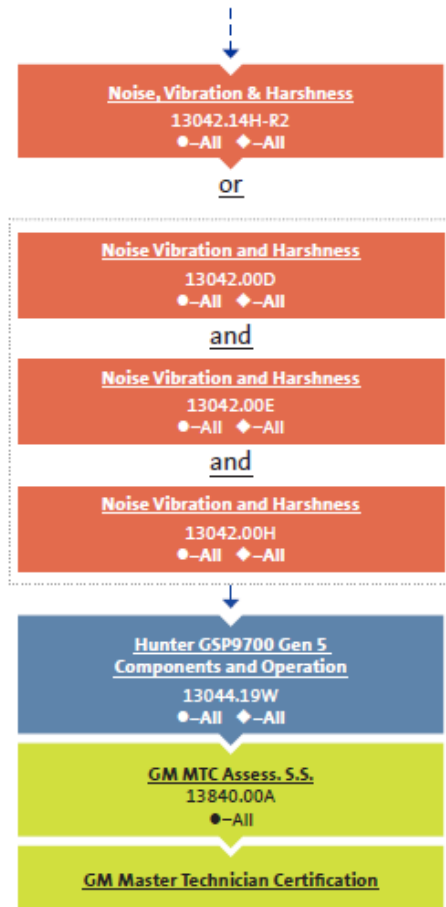 Noise, Vibration & Harshness
13042.14H-R2
●–All ◆–All
or
Noise Vibration and Harshness
13042.00D
●–All ◆–All
and
Noise Vibration and Harshness
13042.00E
●–All ◆–All
and
Noise Vibration and Harshness
13042.00H
●–All ◆–All
Hunter GSP9700 Gen 5
Components and Operation
13044.19W
●–All ◆–All
GM MTC Assess. S.S.
13840.00A
●–All
GM Master Technician Certification